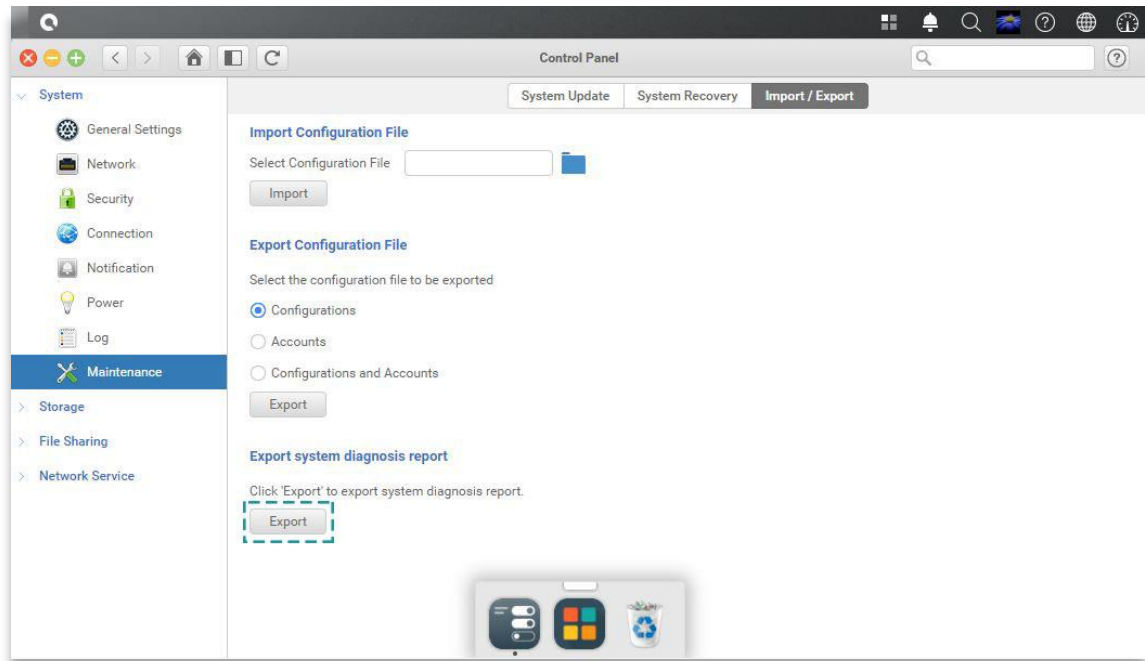 Control Panel
System
General Settings
Network
Security
Connection
Notification
Power
Log
Maintenance
Storage
File Sharing
Network Service
System Update
System Recovery
Import / Export
Import Configuration File
Select Configuration File
Import
Export Configuration File
Select the configuration file to be exported
Configurations
Accounts
Configurations and Accounts
Export
Export system diagnosis report
Click 'Export' to export system diagnosis report.
Export